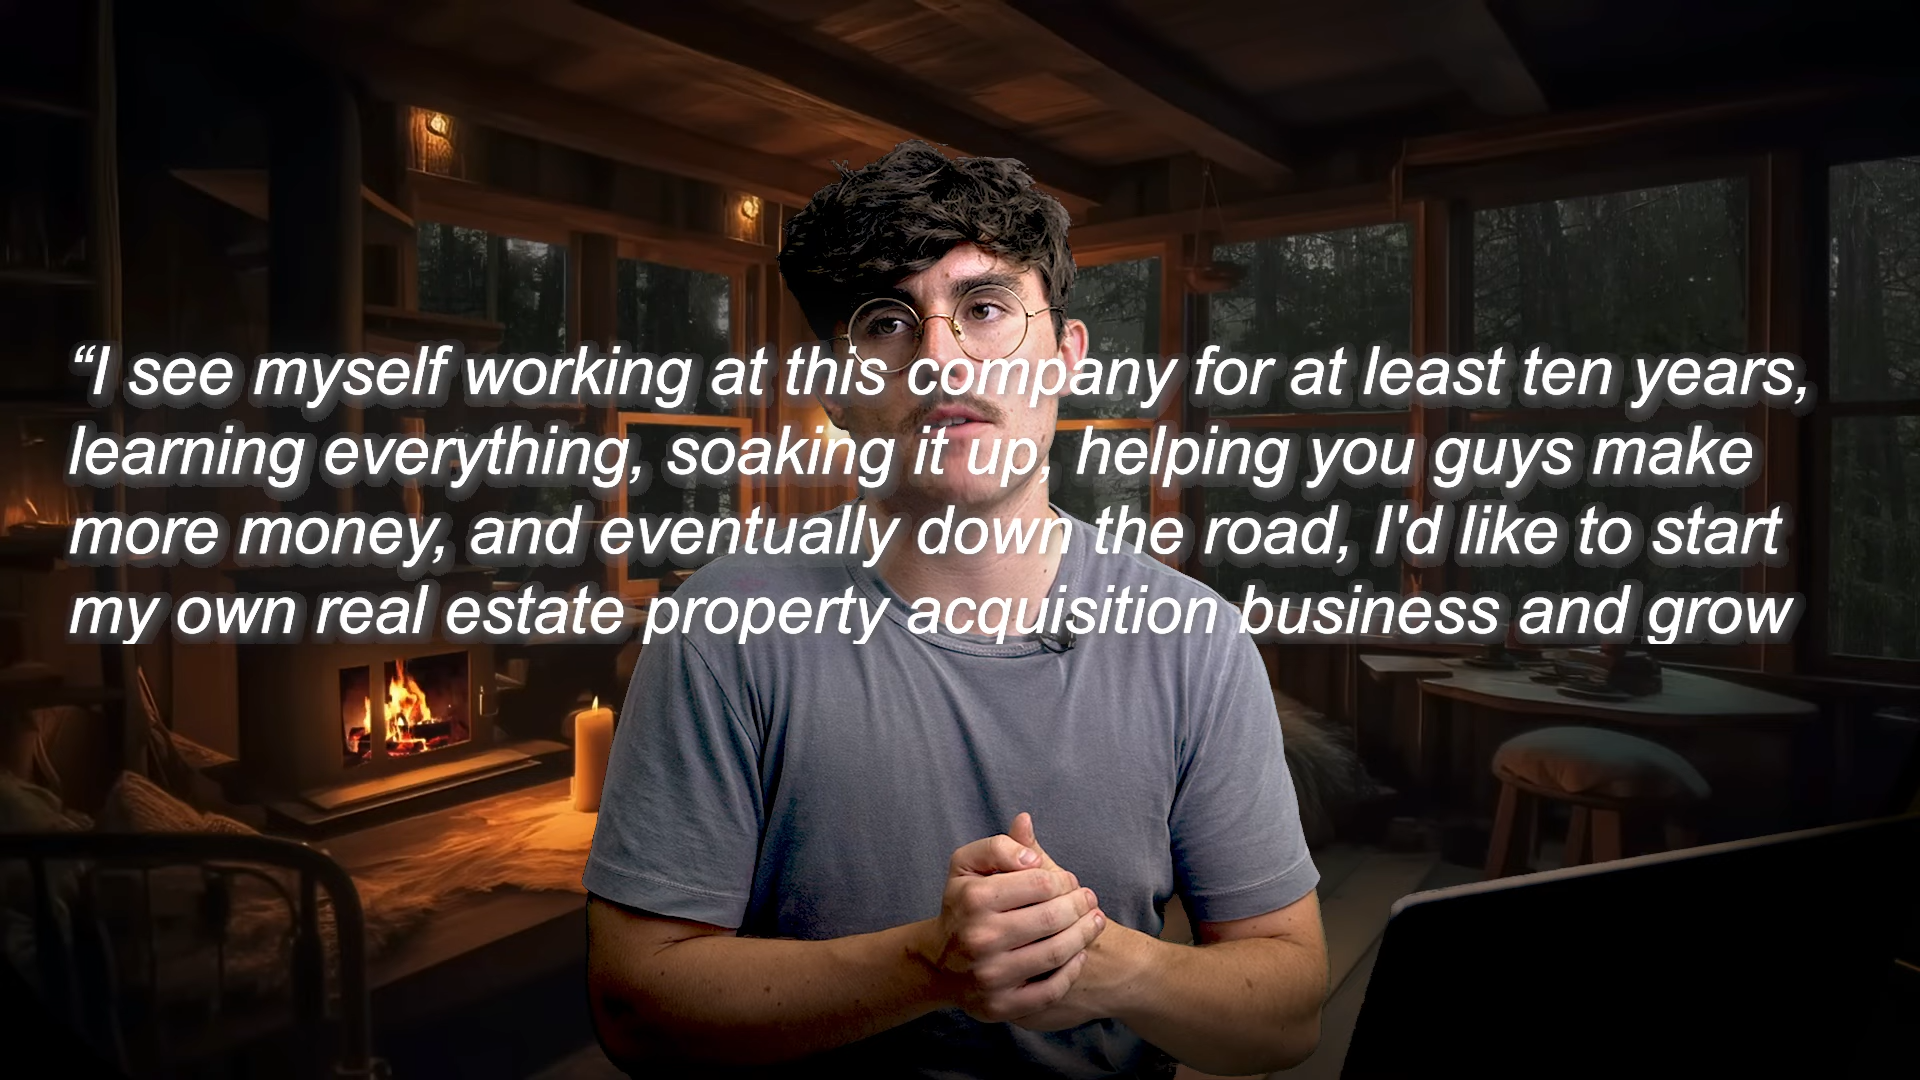 “I see myself working at this company for at least ten years,
learning everything, soaking it up, helping you guys make
more money, and eventually down the road, I'd like to start
my own real estate property acquisition business and grow